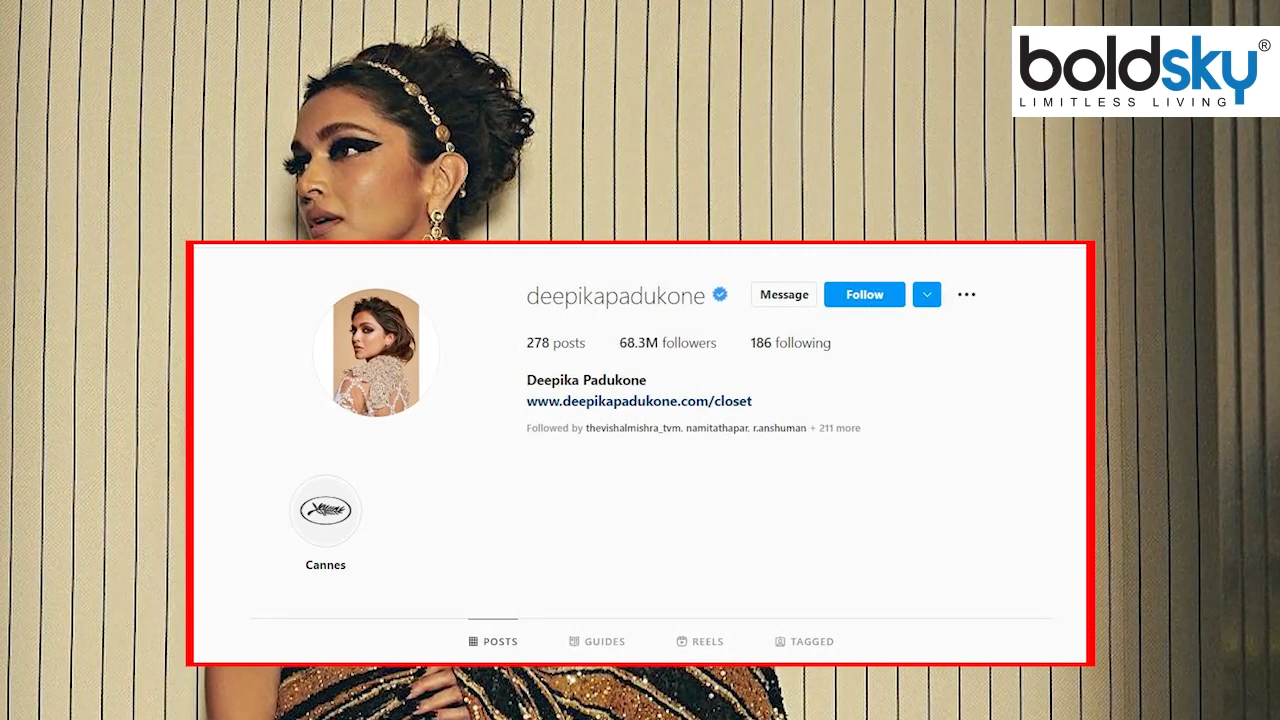 boldsky®
LIMITLESS LIVING
deepikapadukone Message Follow
278 posts 68.3M followers 186 following
Deepika Padukone
www.deepikapadukone.com/closet
Followed by thevishalmishra_tvm, namitathapar, r.anshuman + 211 more
Cannes
POSTS GUIDES REELS TAGGED